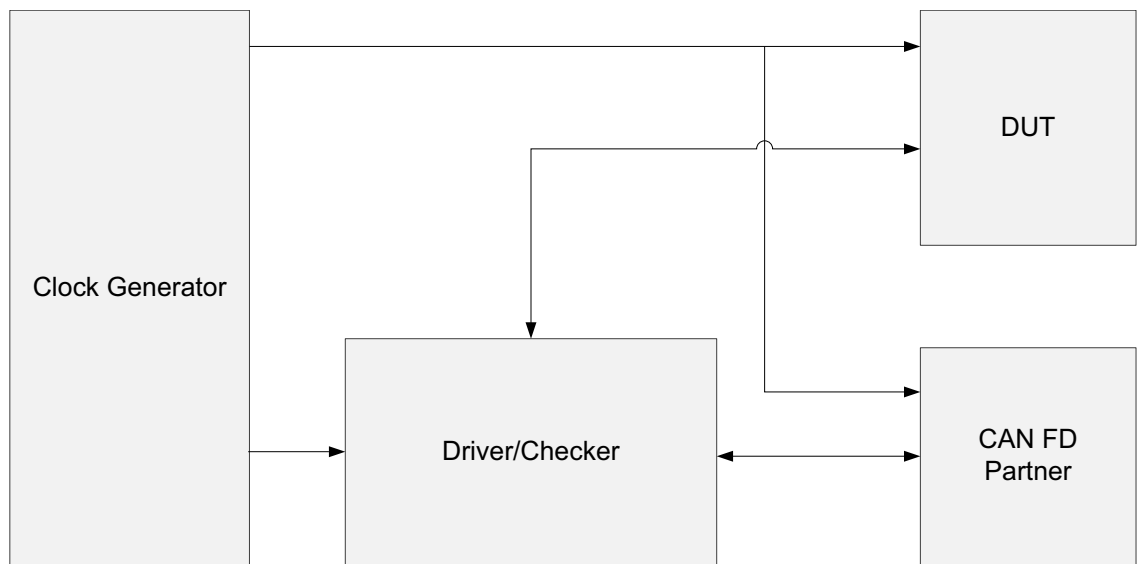 DUT
Clock Generator
Driver/Checker
CAN FD
Partner